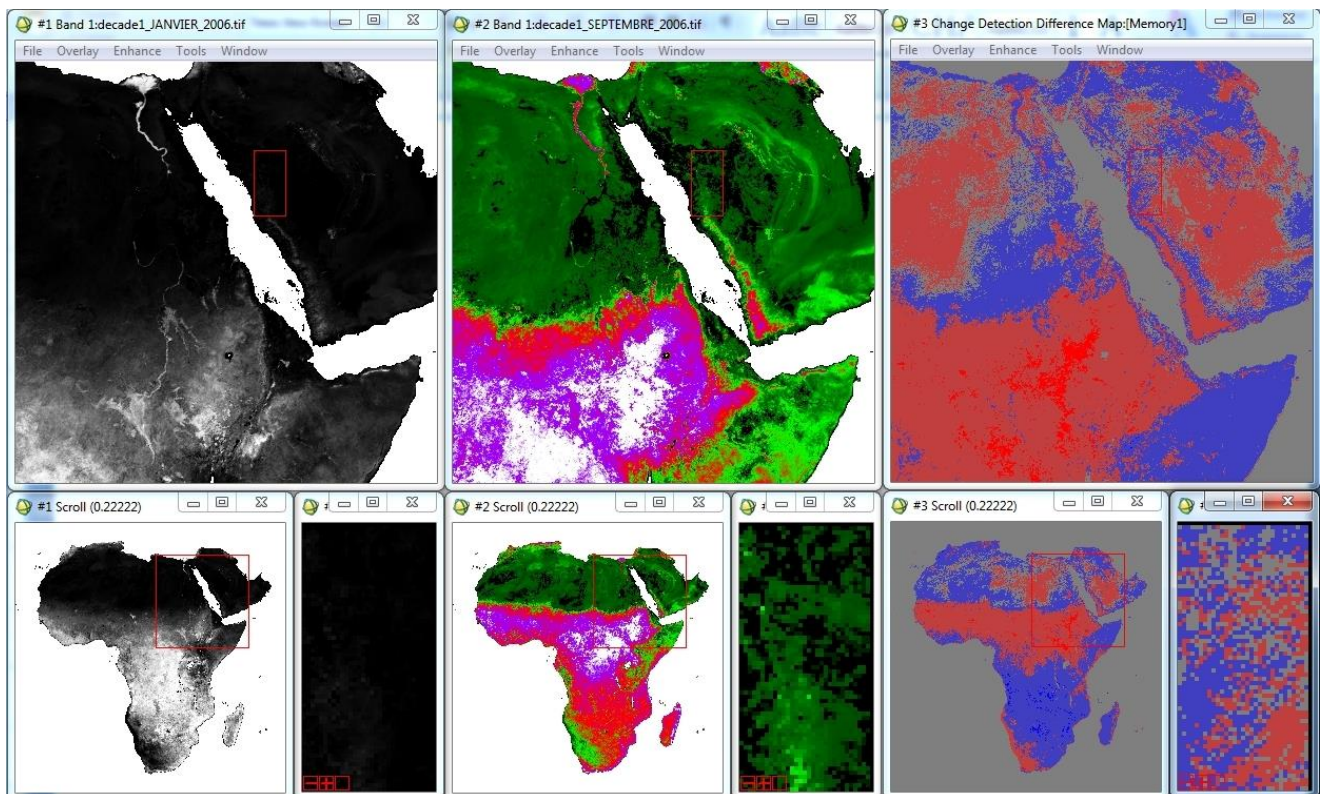 #1 Band 1:decade1_JANVIER_2006.tif
File Overlay Enhance Tools Window
#2 Band 1:decade1_SEPTEMBRE_2006.tif
File Overlay Enhance Tools Window
#3 Change Detection Difference Map:[Memory1]
File Overlay Enhance Tools Window
#1 Scroll (0.22222)
#2 Scroll (0.22222)
#3 Scroll (0.22222)